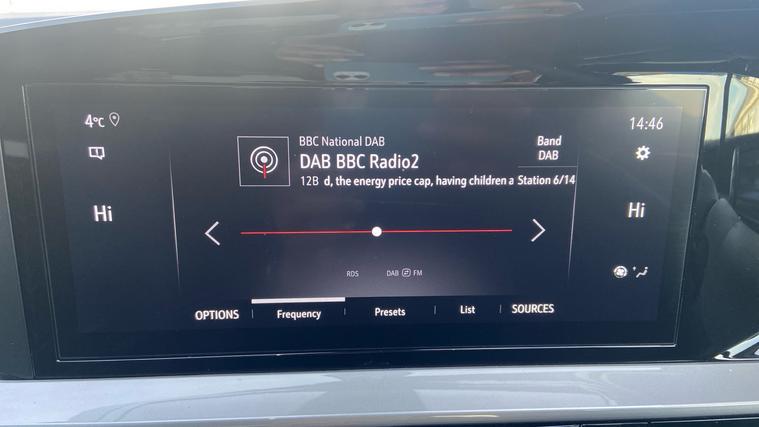 4°C
14:46
BBC National DAB
Band
DAB BBC Radio2
DAB
12B d, the energy price cap, having children a Station 6/14
Hi
Hi
RDS DAB FM
OPTIONS Frequency Presets List SOURCES